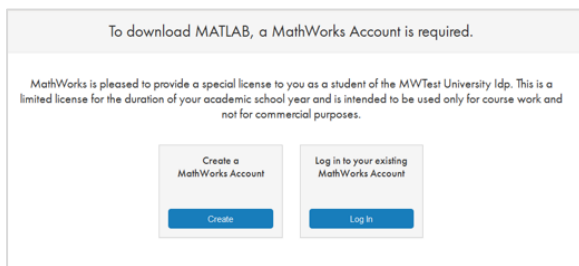 To download MATLAB, a MathWorks Account is required.
MathWorks is pleased to provide a special license to you as a student of the MWTest University Idp. This is a
limited license for the duration of your academic school year and is intended to be used only for course work and
not for commercial purposes.
Create a
MathWorks Account
Create
Log in to your existing
MathWorks Account
Log In